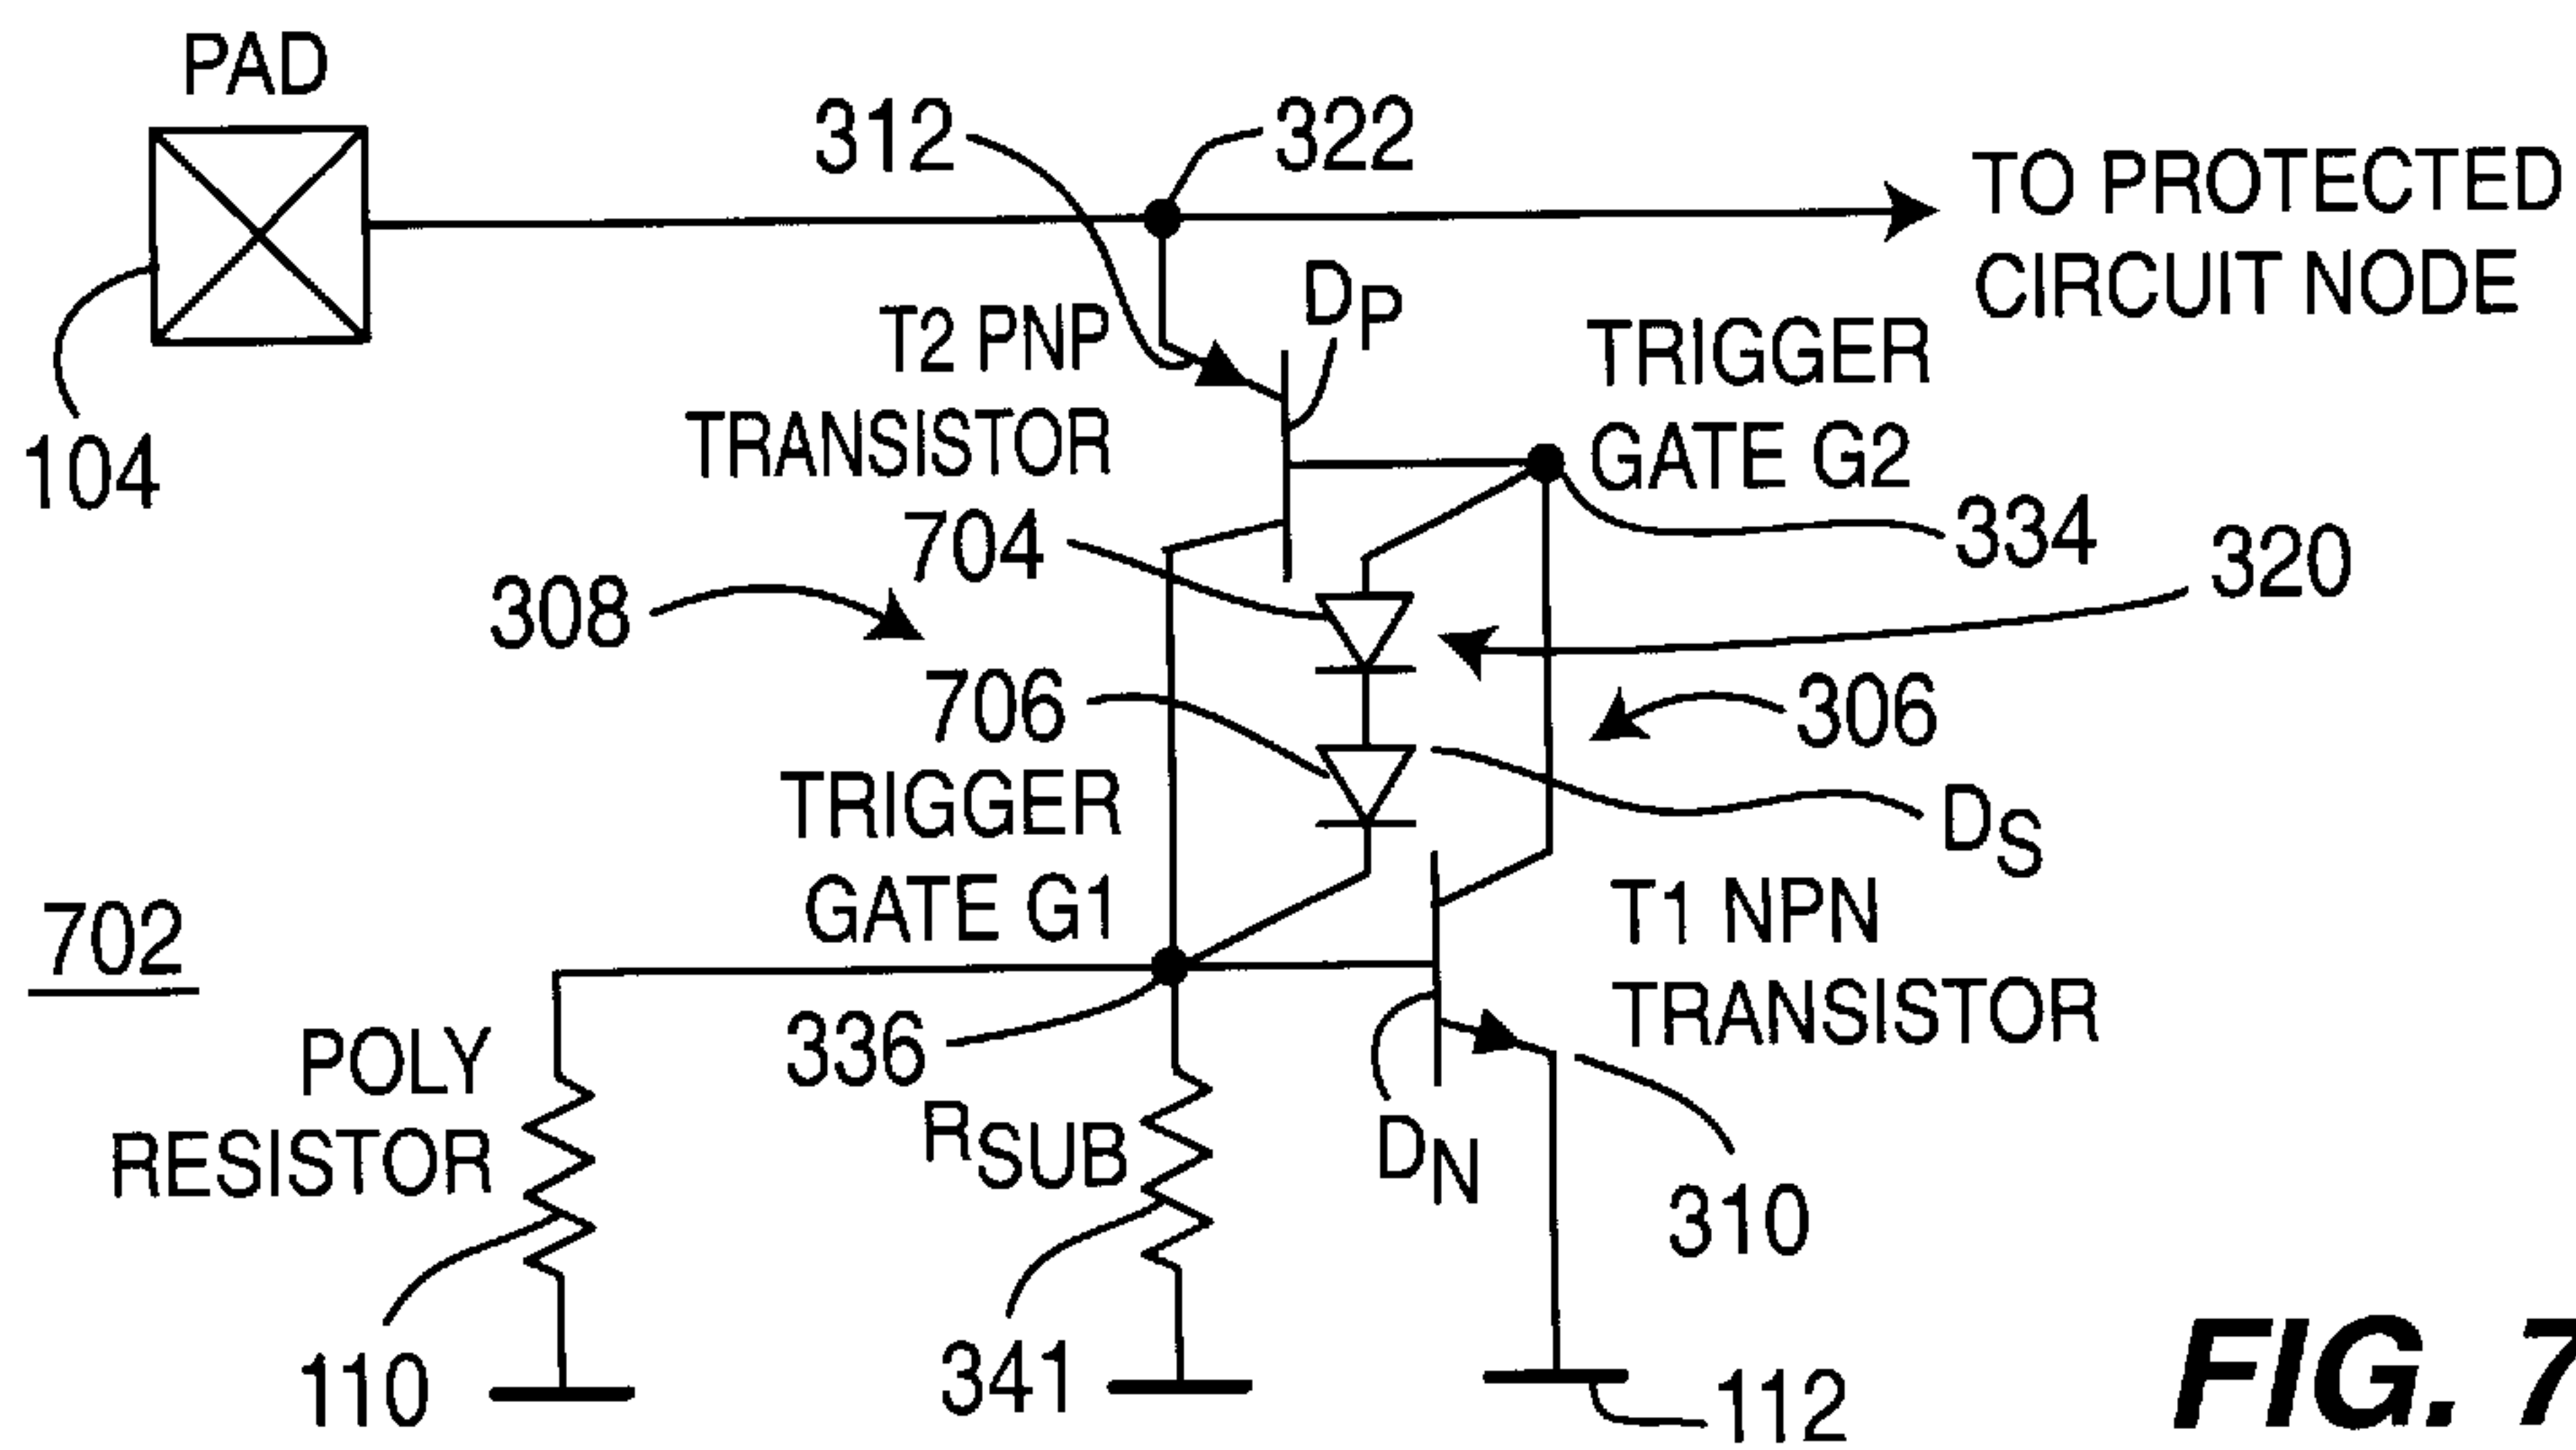 PAD
104
312
322
TO PROTECTED
CIRCUIT NODE
T2 PNP
TRANSISTOR
DP
TRIGGER
GATE G2
334
704
308
320
706
306
DS
TRIGGER
GATE G1
702
T1 NPN
TRANSISTOR
336
POLY
RESISTOR
RSUB
DN
310
110
341
112
FIG. 7